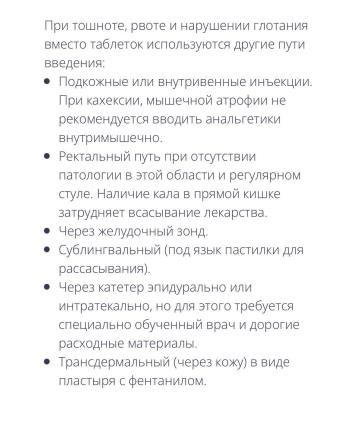 При тошноте, рвоте и нарушении глотания
вместо таблеток используются другие пути
введения:
• Подкожные или внутривенные инъекции.
При кахексии, мышечной атрофии не
рекомендуется вводить анальгетики
внутримышечно.
• Ректальный путь при отсутствии
патологии в этой области и регулярном
стуле. Наличие кала в прямой кишке
затрудняет всасывание лекарства.
• Через желудочный зонд.
• Сублингвальный (под язык пастилки для
рассасывания).
• Через катетер эпидурально или
интратекально, но для этого требуется
специально обученный врач и дорогие
расходные материалы.
• Трансдермальный (через кожу) в виде
пластыря с фентанилом.